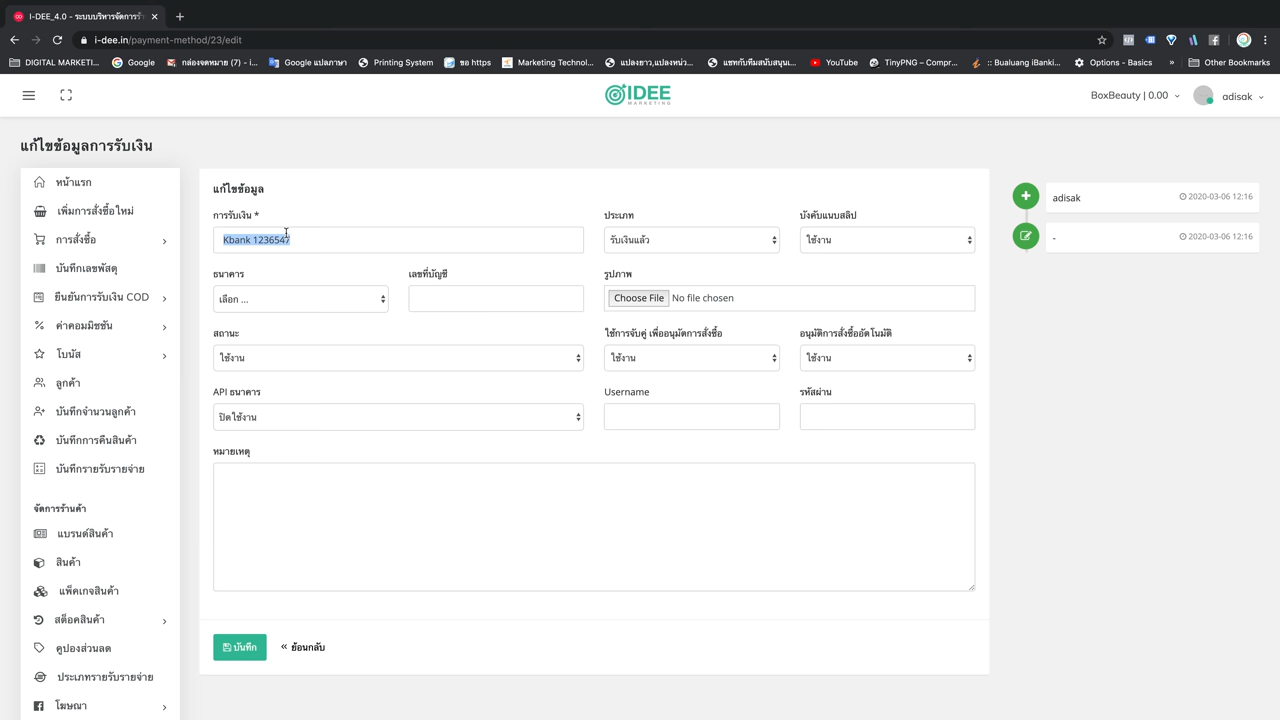 I-DEE_4.0 - ระบบบริหารจัดการร้า
i-dee.in/payment-method/23/edit
DIGITAL MARKETI... Google กล่องจดหมาย (7) - i... Google แปลภาษา Printing System ขอ https Marketing Technol... แปลงยาว,แปลงหน่ว... แชทกับทีมสนับสนุนเ... YouTube TinyPNG – Compr... :: Bualuang iBanki... Options - Basics » Other Bookmarks
IDEE
MARKETING
BoxBeauty | 0.00
adisak
แก้ไขข้อมูลการรับเงิน
หน้าแรก
เพิ่มการสั่งซื้อใหม่
การสั่งซื้อ
บันทึกเลขพัสดุ
ยืนยันการรับเงิน COD
ค่าคอมมิชชัน
โบนัส
ลูกค้า
บันทึกจำนวนลูกค้า
บันทึกการคืนสินค้า
บันทึกรายรับรายจ่าย
จัดการร้านค้า
แบรนด์สินค้า
สินค้า
แพ็คเกจสินค้า
สต็อคสินค้า
คูปองส่วนลด
ประเภทรายรับรายจ่าย
โฆษณา
แก้ไขข้อมูล
การรับเงิน * ประเภท บังคับแนบสลิป
Kbank 1236547 รับเงินแล้ว ใช้งาน
ธนาคาร เลขที่บัญชี รูปภาพ
เลือก ... Choose File No file chosen
สถานะ ใช้การจับคู่ เพื่ออนุมัตการสั่งซื้อ อนุมัติการสั่งซื้ออัตโนมัติ
ใช้งาน ใช้งาน ใช้งาน
API ธนาคาร Username รหัสผ่าน
ปิดใช้งาน
หมายเหตุ
บันทึก « ย้อนกลับ
adisak 2020-03-06 12:16
- 2020-03-06 12:16